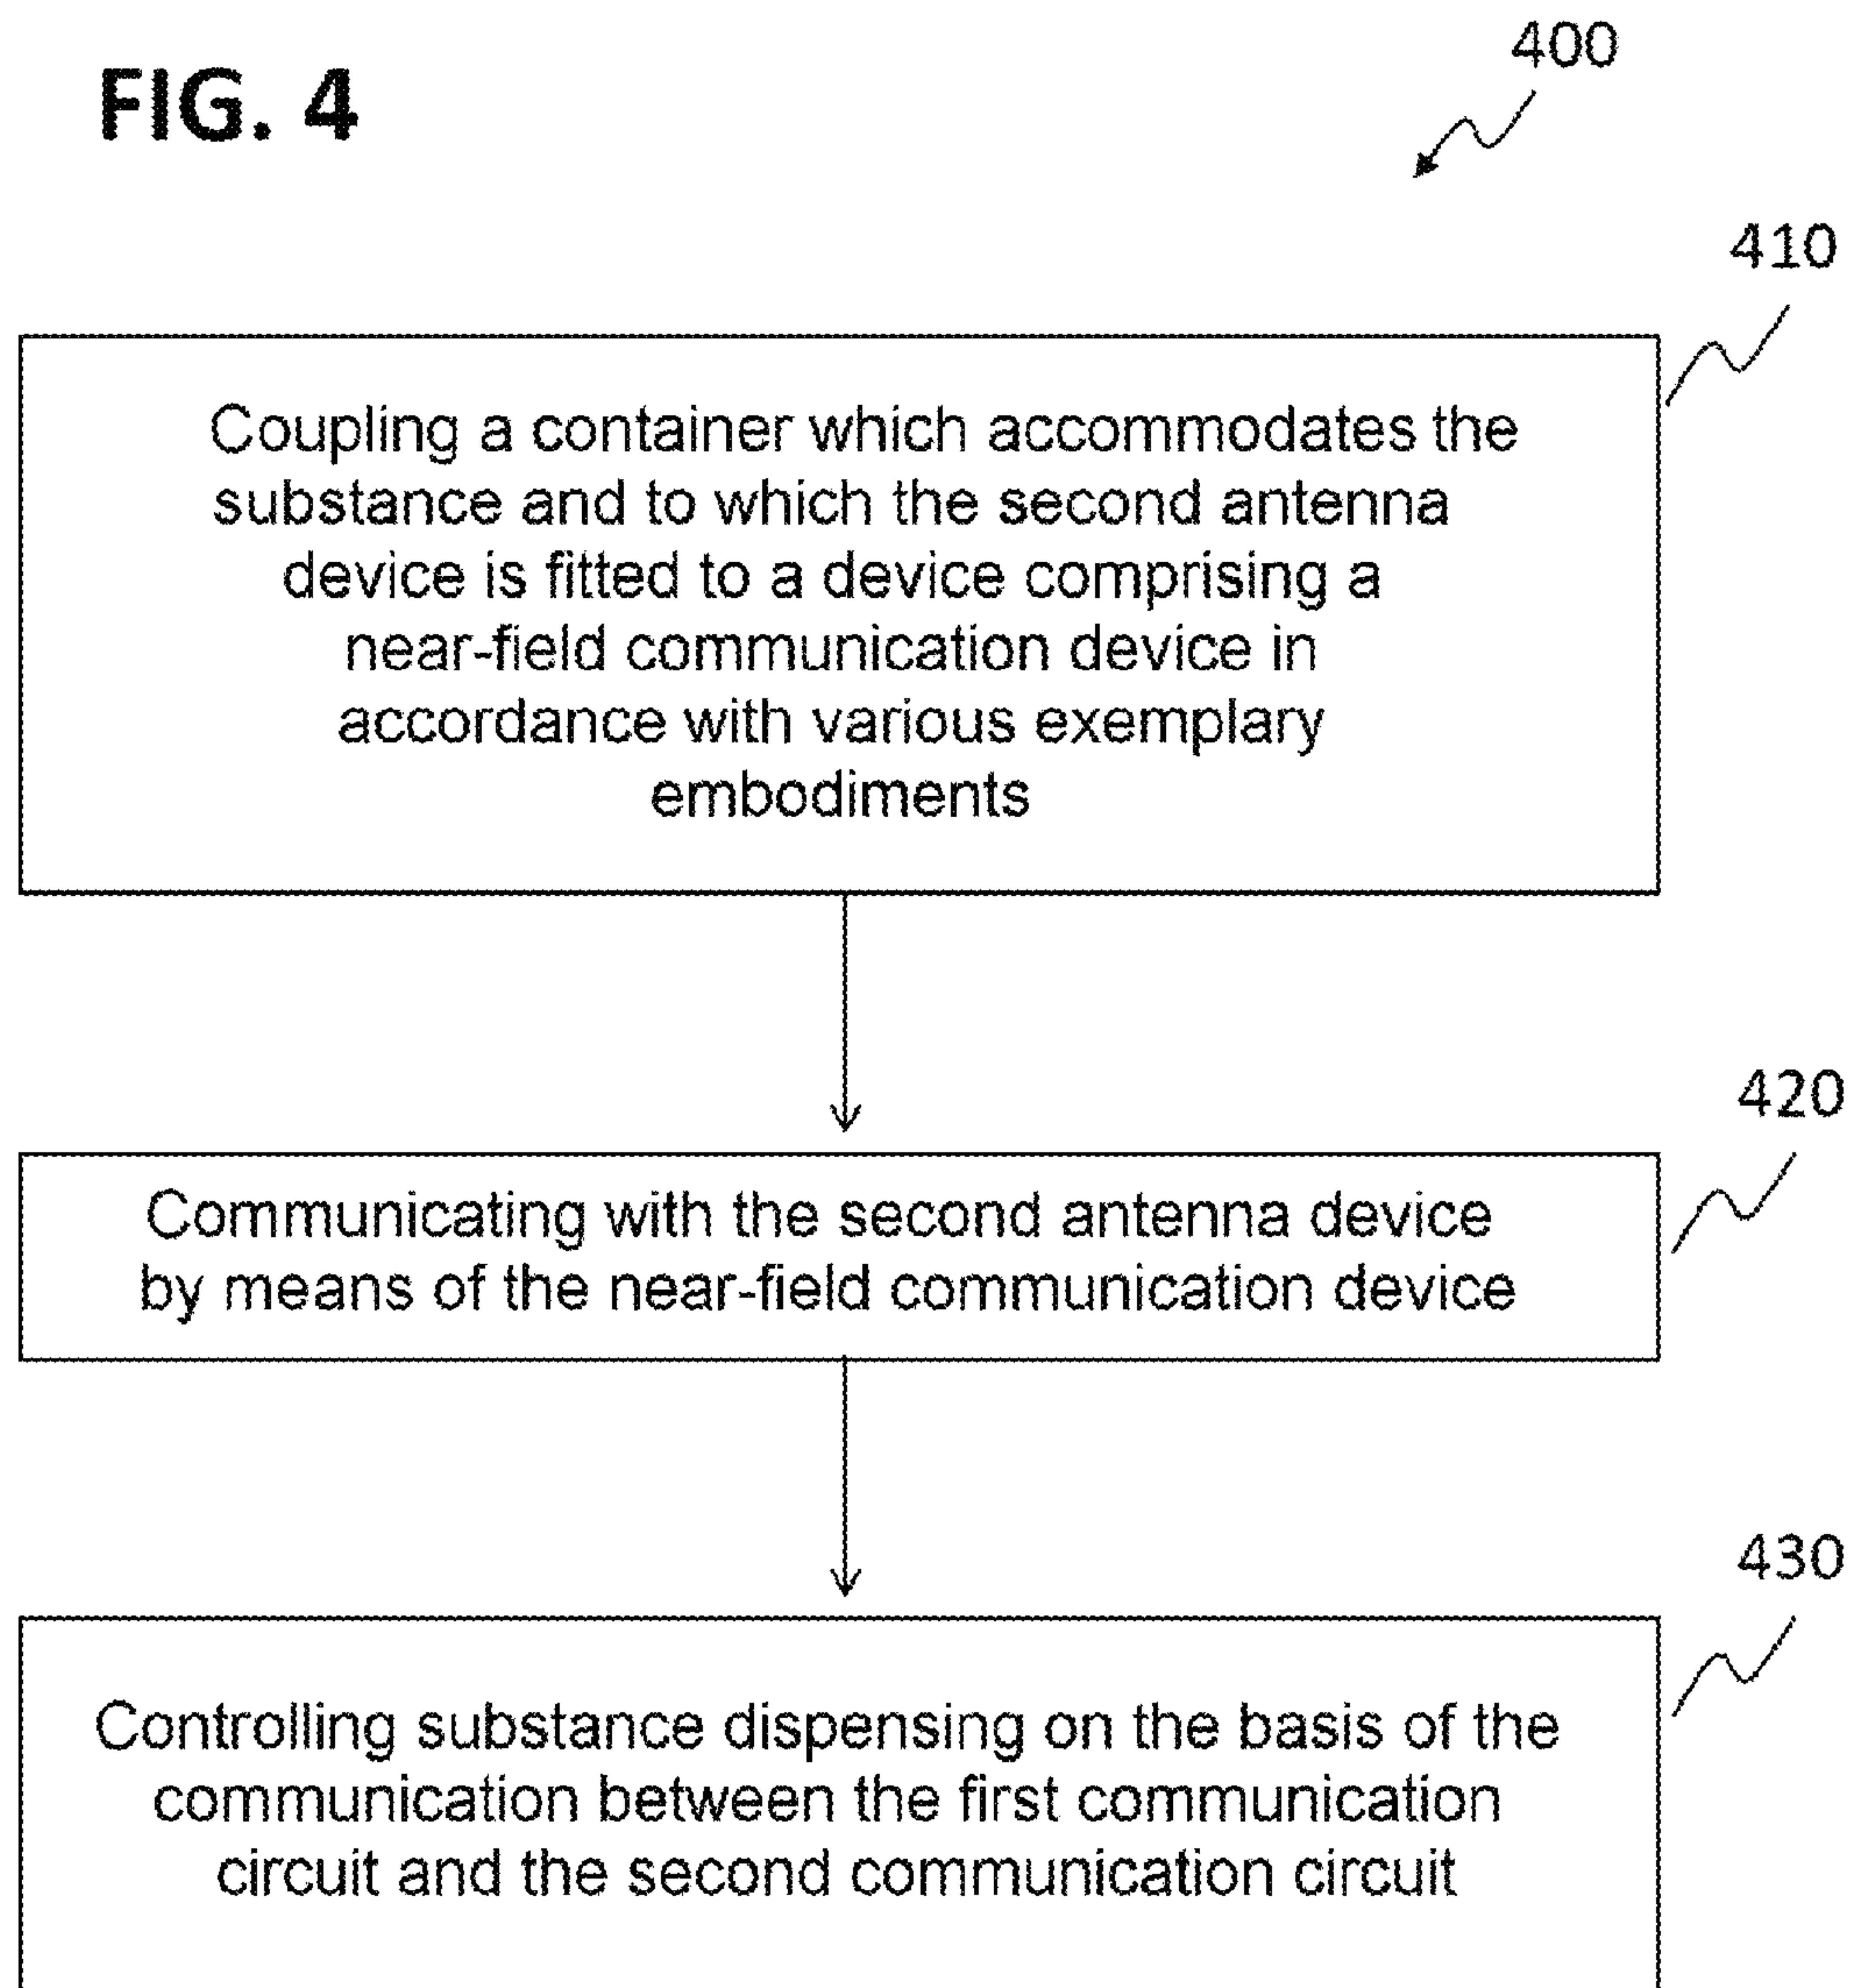 FIG. 4
400
410
Coupling a container which accommodates the
substance and to which the second antenna
device is fitted to a device comprising a
near-field communication device in
accordance with various exemplary
embodiments
420
Communicating with the second antenna device
by means of the near-field communication device
430
Controlling substance dispensing on the basis of the
communication between the first communication
circuit and the second communication circuit